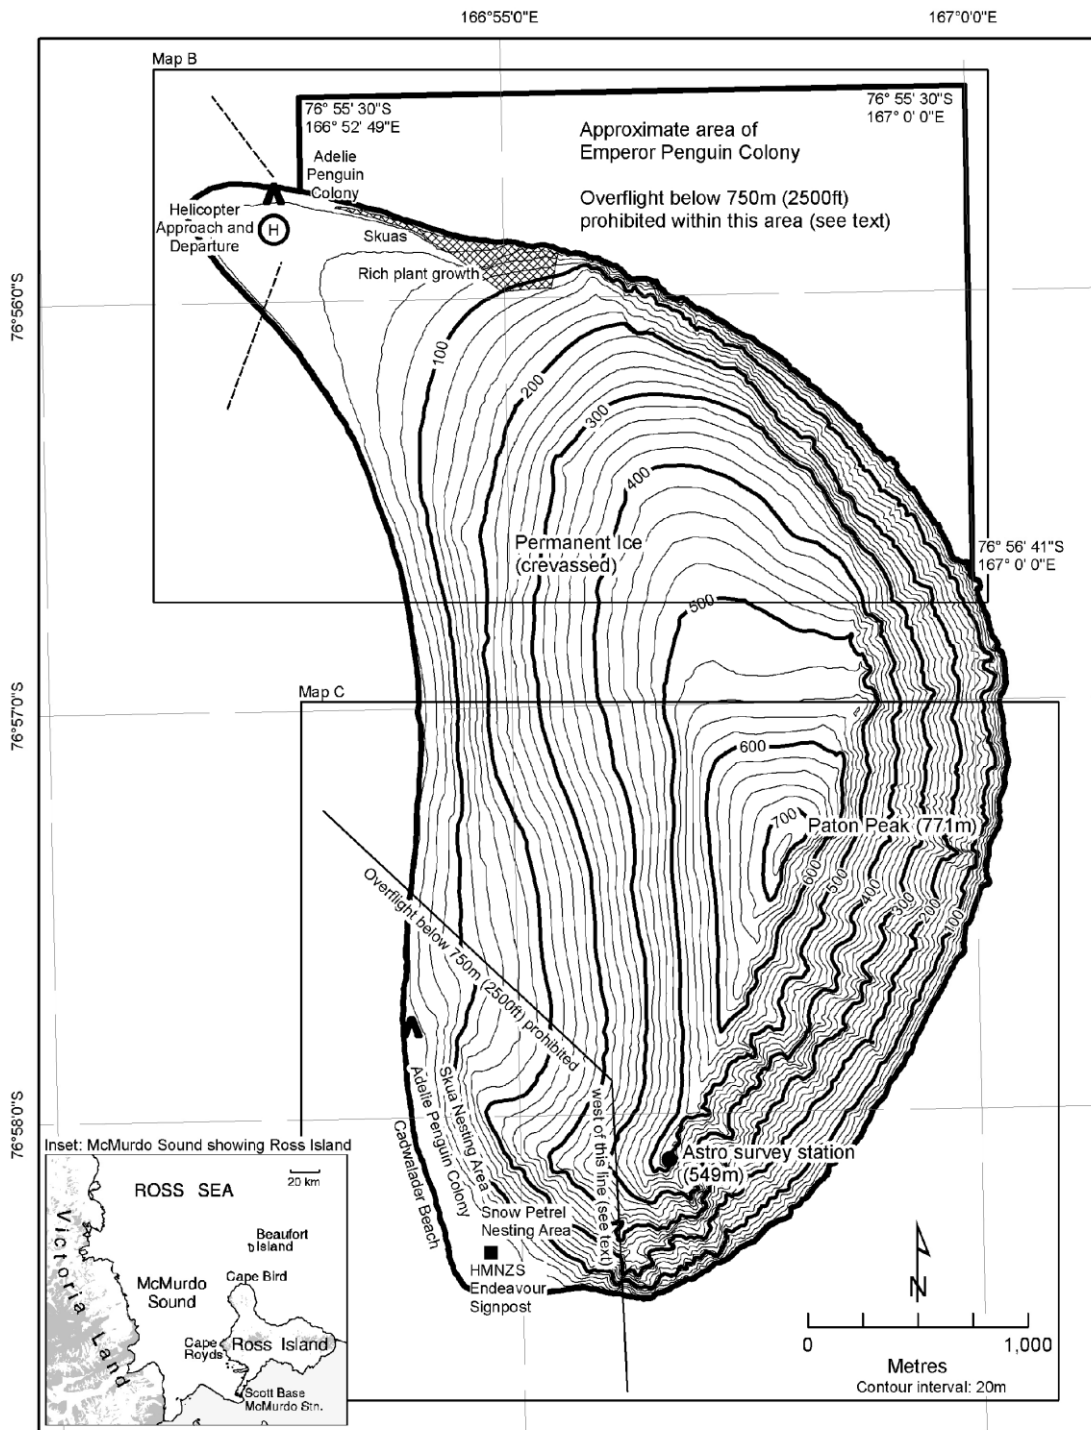 166°55'0"E
167°0'0"E
Map B
76° 55' 30"S
166° 52' 49"E
76° 55' 30"S
167° 0' 0"E
Approximate area of
Emperor Penguin Colony
Overflight below 750m (2500ft)
prohibited within this area (see text)
Adelie
Penguin
Colony
Helicopter
Approach and
Departure
H
Skuas
Rich plant growth
76°56'0"S
100
200
300
400
Permanent Ice
(crevassed)
76° 56' 41"S
167° 0' 0"E
500
76°57'0"S
Map C
600
700
Paton Peak (771m)
600
500
400
300
200
100
Overflight below 750m (2500ft) prohibited
west of this line (see text)
Skua Nesting Area
Adelie Penguin Colony
Cadwalader Beach
76°58'0"S
Astro survey station
(549m)
Snow Petrel
Nesting Area
HMNZS
Endeavour
Signpost
Inset: McMurdo Sound showing Ross Island
20 km
ROSS SEA
Victoria Land
Beaufort
Island
McMurdo
Sound
Cape Bird
Cape
Royds
Ross Island
Scott Base
McMurdo Stn.
N
0
1,000
Metres
Contour interval: 20m